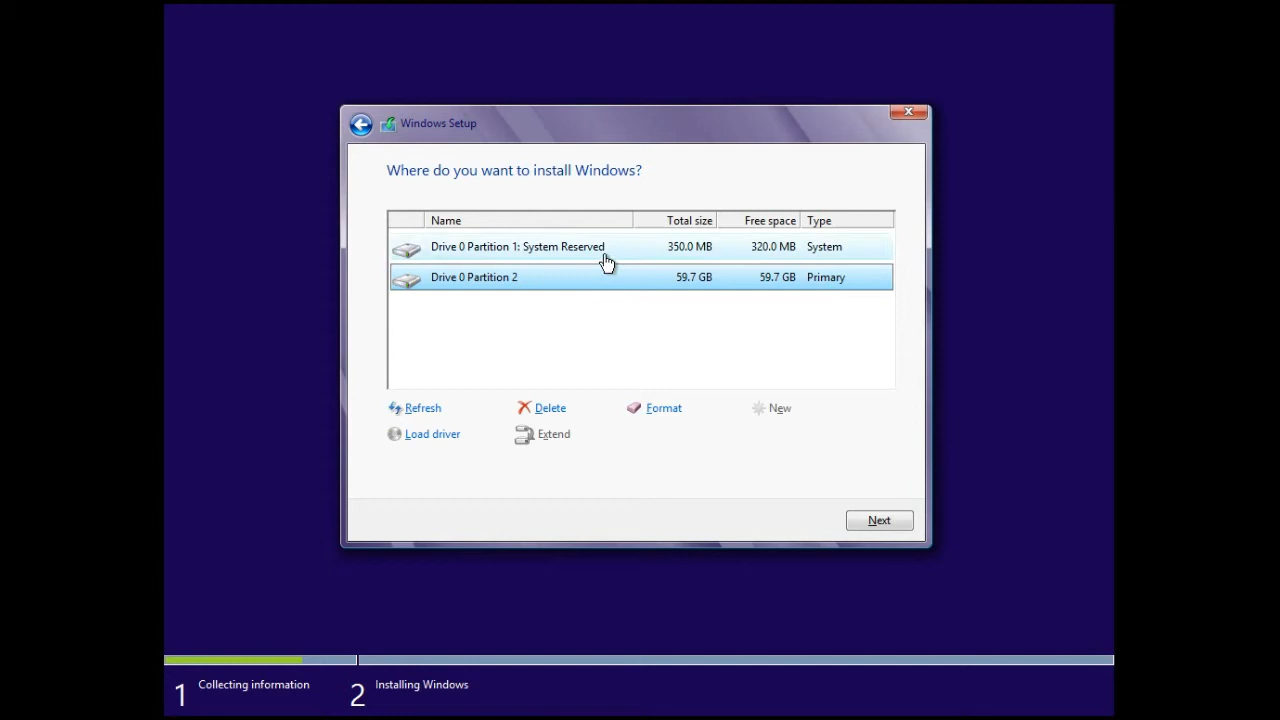 Windows Setup
Where do you want to install Windows?
Name Total size Free space Type
Drive 0 Partition 1: System Reserved 350.0 MB 320.0 MB System
Drive 0 Partition 2 59.7 GB 59.7 GB Primary
Refresh Delete Format New
Load driver Extend
Next
1 Collecting information 2 Installing Windows